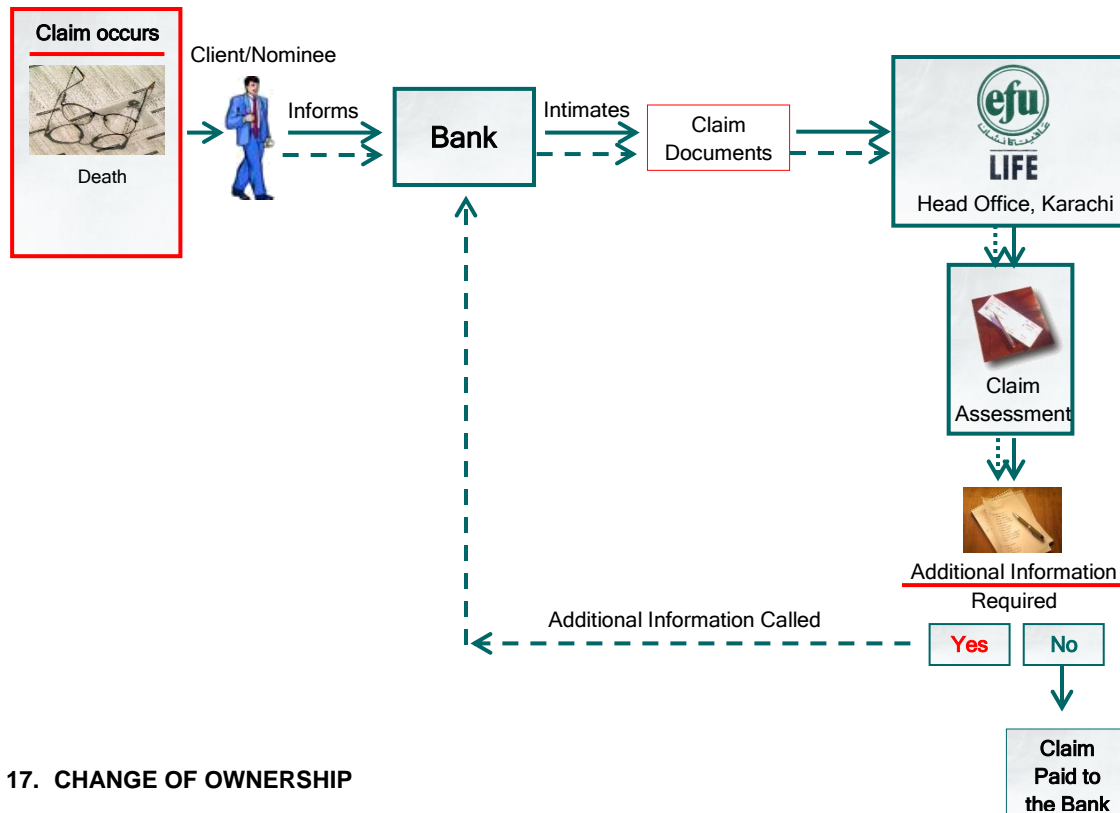 Claim occurs
Death
Client/Nominee
Informs
Bank
Intimates
Claim
Documents
efu
LIFE
Head Office, Karachi
Claim
Assessment
Additional Information
Required
Yes
No
Additional Information Called
Claim
Paid to
the Bank
17. CHANGE OF OWNERSHIP